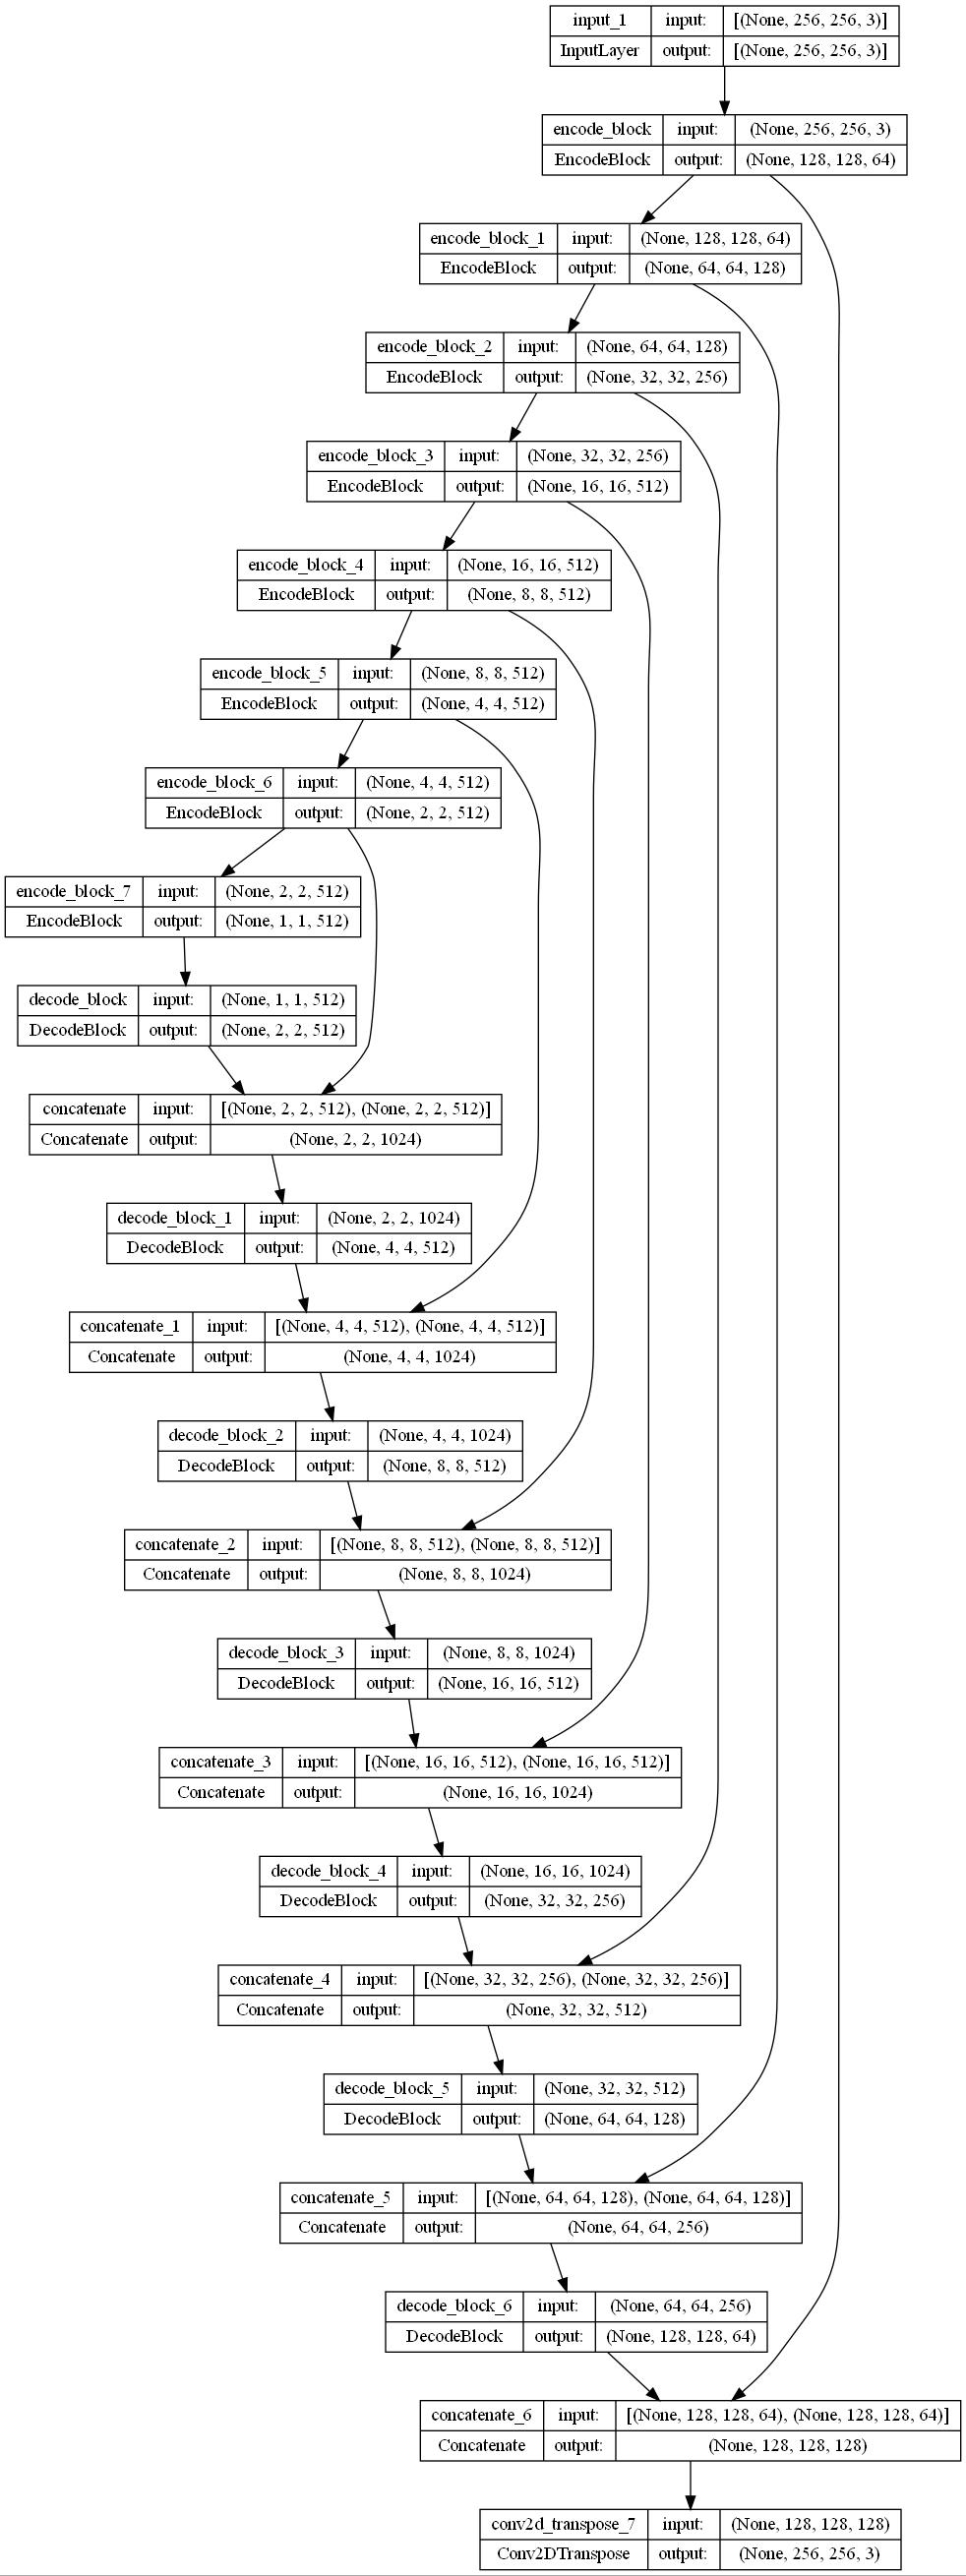 input_1 input: [(None, 256, 256, 3)]
InputLayer output: [(None, 256, 256, 3)]
encode_block input: (None, 256, 256, 3)
EncodeBlock output: (None, 128, 128, 64)
encode_block_1 input: (None, 128, 128, 64)
EncodeBlock output: (None, 64, 64, 128)
encode_block_2 input: (None, 64, 64, 128)
EncodeBlock output: (None, 32, 32, 256)
encode_block_3 input: (None, 32, 32, 256)
EncodeBlock output: (None, 16, 16, 512)
encode_block_4 input: (None, 16, 16, 512)
EncodeBlock output: (None, 8, 8, 512)
encode_block_5 input: (None, 8, 8, 512)
EncodeBlock output: (None, 4, 4, 512)
encode_block_6 input: (None, 4, 4, 512)
EncodeBlock output: (None, 2, 2, 512)
encode_block_7 input: (None, 2, 2, 512)
EncodeBlock output: (None, 1, 1, 512)
decode_block input: (None, 1, 1, 512)
DecodeBlock output: (None, 2, 2, 512)
concatenate input: [(None, 2, 2, 512), (None, 2, 2, 512)]
Concatenate output: (None, 2, 2, 1024)
decode_block_1 input: (None, 2, 2, 1024)
DecodeBlock output: (None, 4, 4, 512)
concatenate_1 input: [(None, 4, 4, 512), (None, 4, 4, 512)]
Concatenate output: (None, 4, 4, 1024)
decode_block_2 input: (None, 4, 4, 1024)
DecodeBlock output: (None, 8, 8, 512)
concatenate_2 input: [(None, 8, 8, 512), (None, 8, 8, 512)]
Concatenate output: (None, 8, 8, 1024)
decode_block_3 input: (None, 8, 8, 1024)
DecodeBlock output: (None, 16, 16, 512)
concatenate_3 input: [(None, 16, 16, 512), (None, 16, 16, 512)]
Concatenate output: (None, 16, 16, 1024)
decode_block_4 input: (None, 16, 16, 1024)
DecodeBlock output: (None, 32, 32, 256)
concatenate_4 input: [(None, 32, 32, 256), (None, 32, 32, 256)]
Concatenate output: (None, 32, 32, 512)
decode_block_5 input: (None, 32, 32, 512)
DecodeBlock output: (None, 64, 64, 128)
concatenate_5 input: [(None, 64, 64, 128), (None, 64, 64, 128)]
Concatenate output: (None, 64, 64, 256)
decode_block_6 input: (None, 64, 64, 256)
DecodeBlock output: (None, 128, 128, 64)
concatenate_6 input: [(None, 128, 128, 64), (None, 128, 128, 64)]
Concatenate output: (None, 128, 128, 128)
conv2d_transpose_7 input: (None, 128, 128, 128)
Conv2DTranspose output: (None, 256, 256, 3)